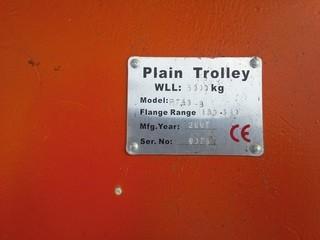 Plain Trolley
WLL: kg
Model:
Flange Range
Mfg.Year:
Ser. No:
CE